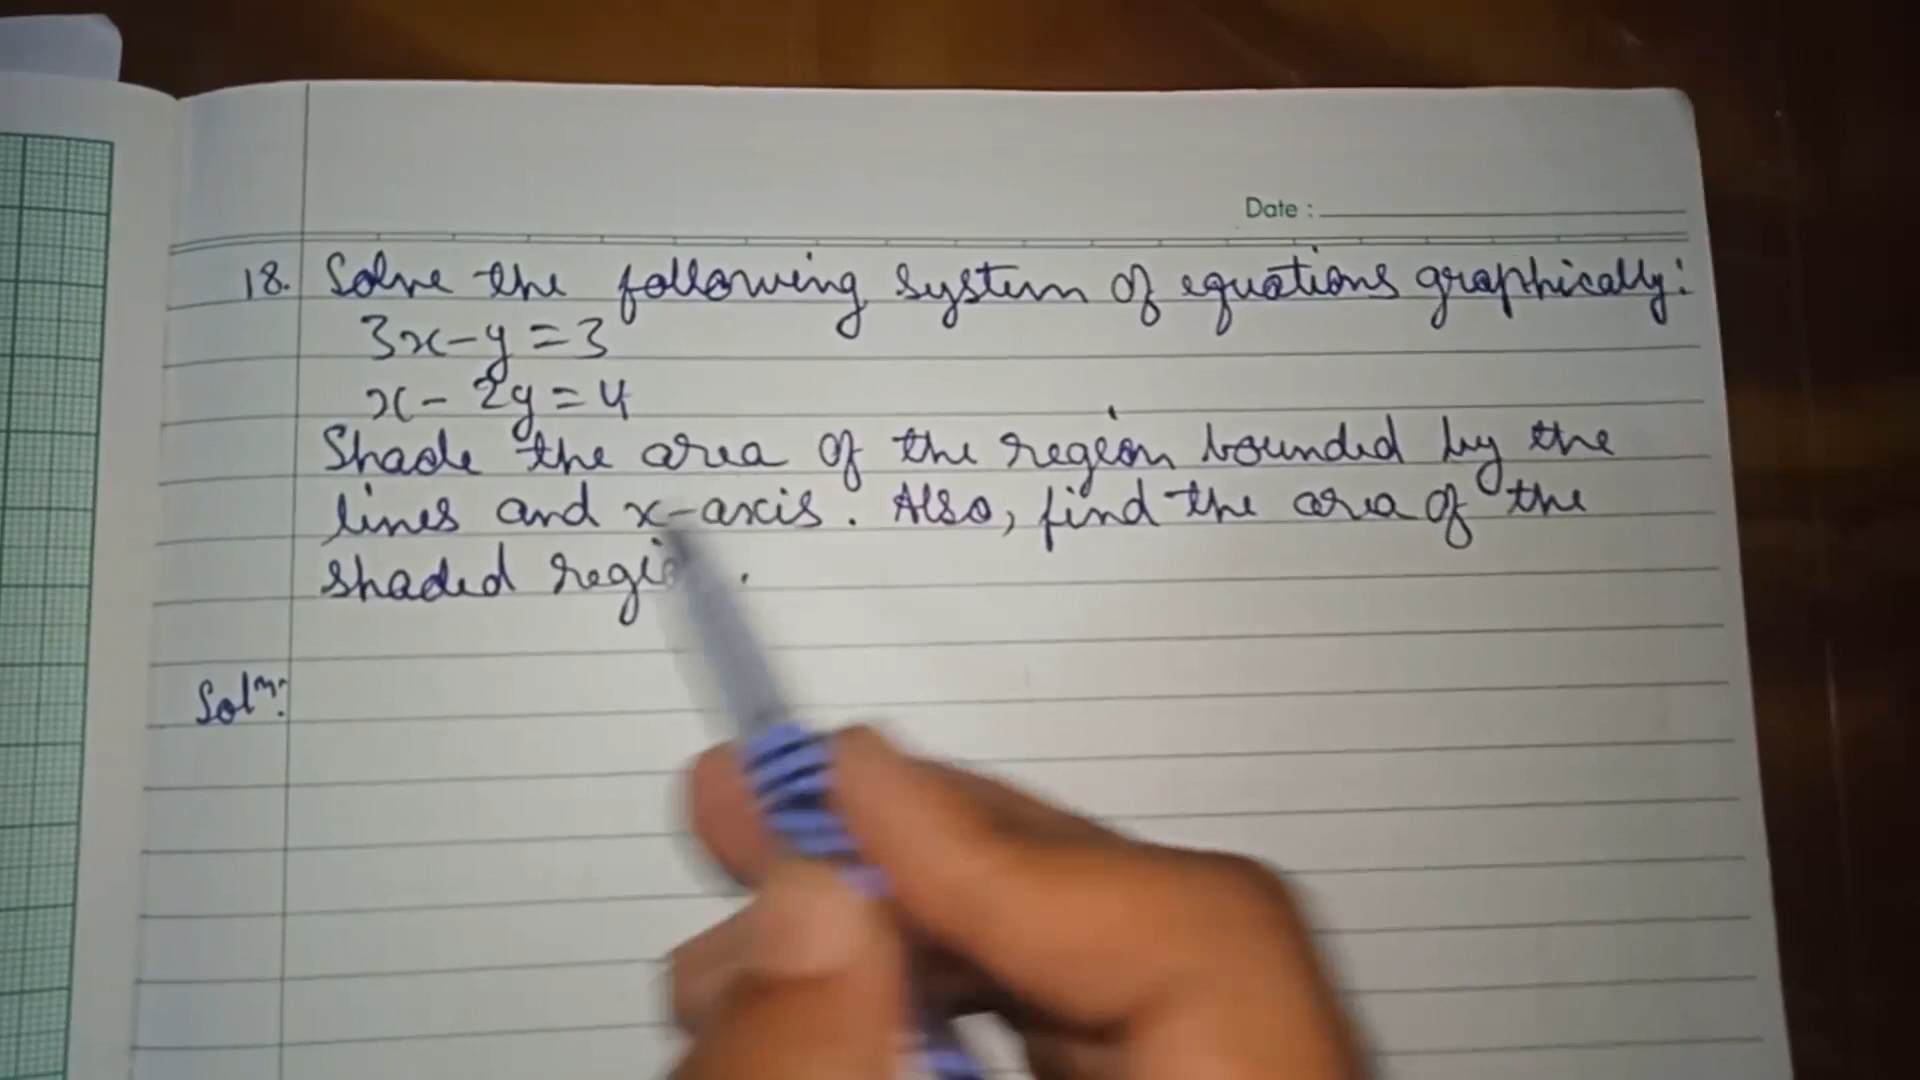 Date :
18. Solve the following system of equations graphically:
3x-y=3
x-2y=4
Shade the area of the region bounded by the
lines and x-axis. Also, find the area of the
shaded .
Solⁿ: